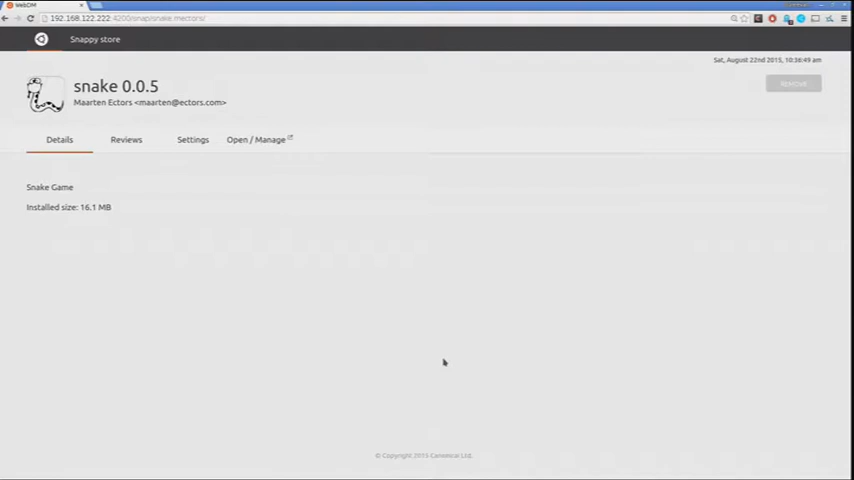 WebDM
192.168.122.222:4200/snap/snake.mectors/
Snappy store
Sat, August 22nd 2015, 10:36:49 am
snake 0.0.5
REMOVE
Maarten Ectors <maarten@ectors.com>
Details
Reviews
Settings
Open / Manage
Snake Game
Installed size: 16.1 MB
© Copyright 2015 Canonical Ltd.